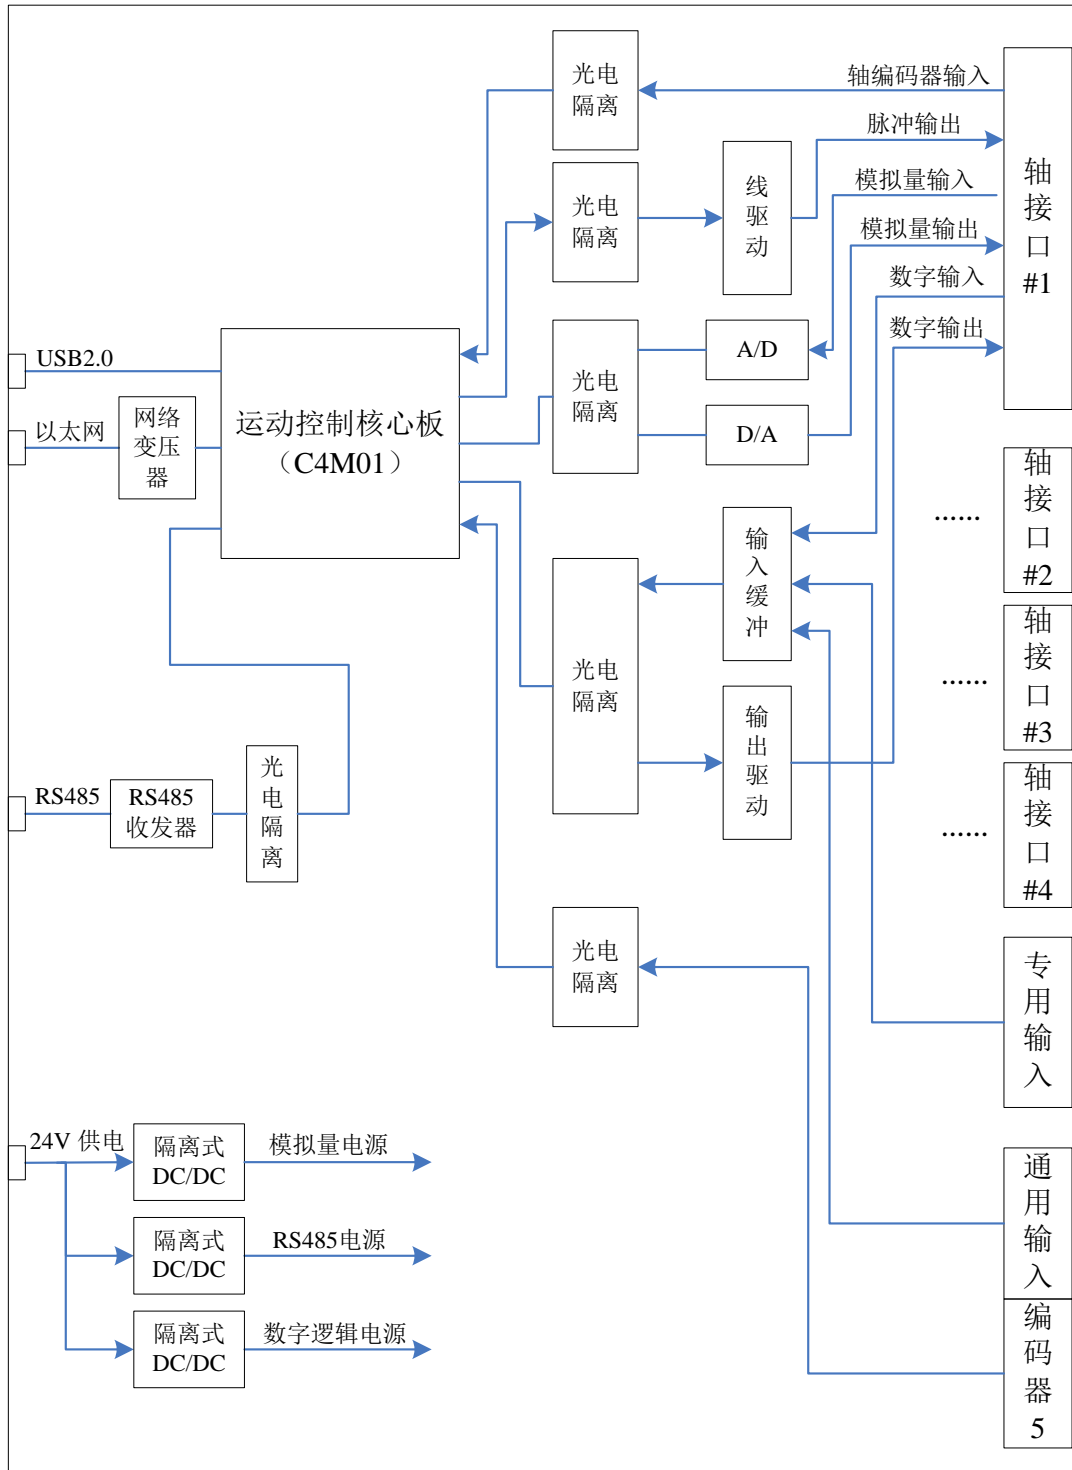 光电
隔离
轴编码器输入
脉冲输出
轴
接
口
#1
线
驱
动
光电
隔离
模拟量输入
模拟量输出
数字输入
数字输出
USB2.0
A/D
光电
隔离
以太网
网络
变压
器
运动控制核心板
（C4M01）
D/A
轴
接
口
#2
......
输
入
缓
冲
轴
接
口
#3
......
光电
隔离
输
出
驱
动
RS485
RS485
收发器
光
电
隔
离
轴
接
口
#4
......
光电
隔离
专
用
输
入
24V 供电
隔离式
DC/DC
模拟量电源
通
用
输
入
隔离式
DC/DC
RS485电源
隔离式
DC/DC
数字逻辑电源
编
码
器
5